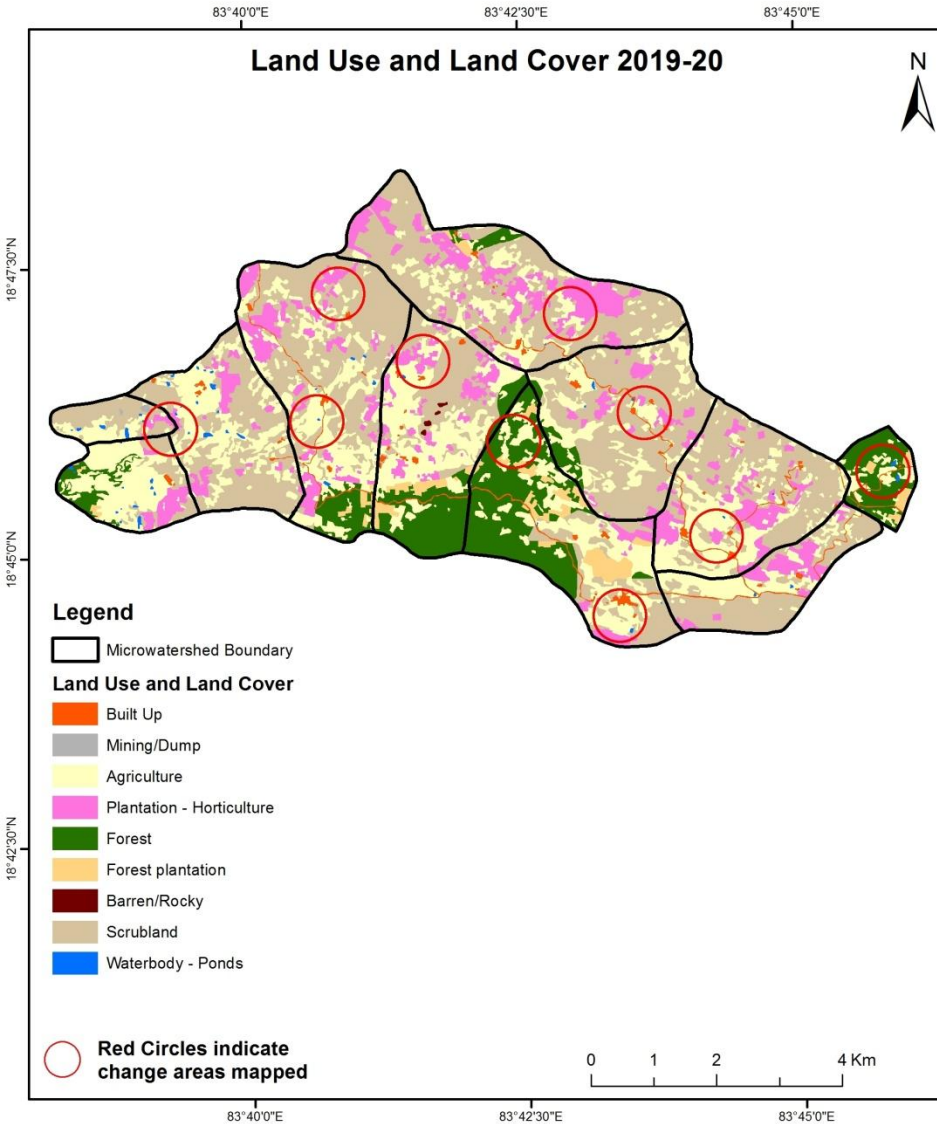 83°40'0"E 83°42'30"E 83°45'0"E
Land Use and Land Cover 2019-20
N
18°47'30"N
18°45'0"N
18°42'30"N
Legend
Microwatershed Boundary
Land Use and Land Cover
Built Up
Mining/Dump
Agriculture
Plantation - Horticulture
Forest
Forest plantation
Barren/Rocky
Scrubland
Waterbody - Ponds
Red Circles indicate
change areas mapped
0 1 2 4 Km
83°40'0"E 83°42'30"E 83°45'0"E